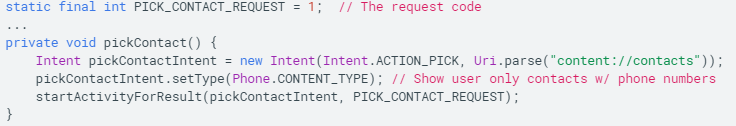 static final int PICK_CONTACT_REQUEST = 1;  // The request code
...
private void pickContact() {
    Intent pickContactIntent = new Intent(Intent.ACTION_PICK, Uri.parse("content://contacts"));
    pickContactIntent.setType(Phone.CONTENT_TYPE); // Show user only contacts w/ phone numbers
    startActivityForResult(pickContactIntent, PICK_CONTACT_REQUEST);
}